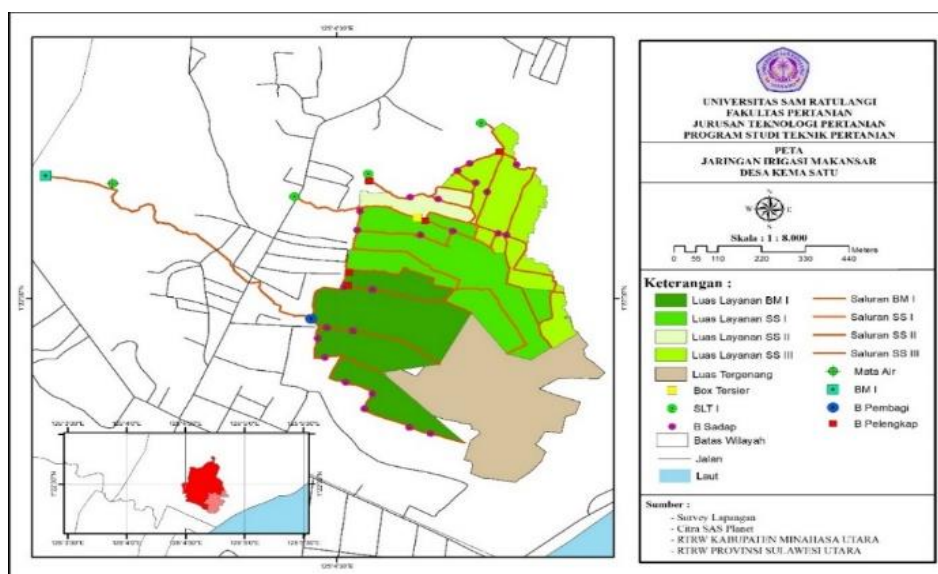 UNIVERSITAS SAM RATULANGI
FAKULTAS PERTANIAN
JURUSAN TEKNOLOGI PERTANIAN
PROGRAM STUDI TEKNIK PERTANIAN
PETA
JARINGAN IRIGASI MAKANSAR
DESA KEMA SATU
W E
Skala : 1 : 8.000
Meters
0 55 110 220 330 440
Keterangan :
Luas Layanan BM I
Luas Layanan SS I
Luas Layanan SS II
Luas Layanan SS III
Luas Tergenang
Box Tersier
SLT I
B Sadap
Batas Wilayah
Jalan
Laut
Saluran BM I
Saluran SS I
Saluran SS II
Saluran SS III
Mata Air
BM I
B Pembagi
B Pelengkap
Sumber :
- Survey Lapangan
- Citra SAS Planet
- RTRW KABUPATEN MINAHASA UTARA
- RTRW PROVINSI SULAWESI UTARA